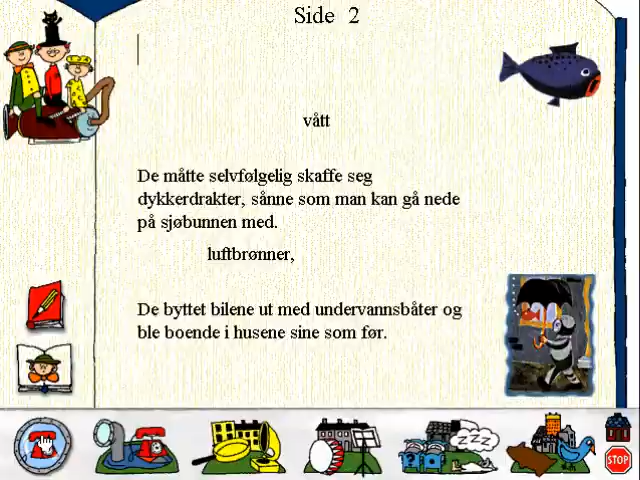 Side 2
vått
De måtte selvfølgelig skaffe seg
dykkerdrakter, sånne som man kan gå nede
på sjøbunnen med.
luftbrønner,
De byttet bilene ut med undervannsbåter og
ble boende i husene sine som før.
ZZZ
? ?
STOP